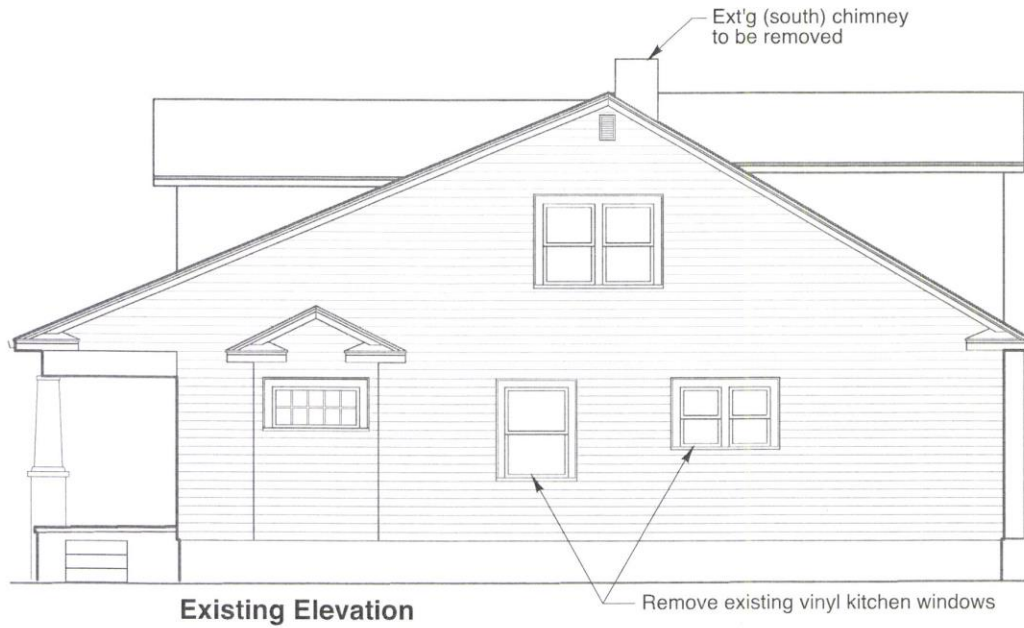 Ext'g (south) chimney
to be removed
Existing Elevation
Remove existing vinyl kitchen windows